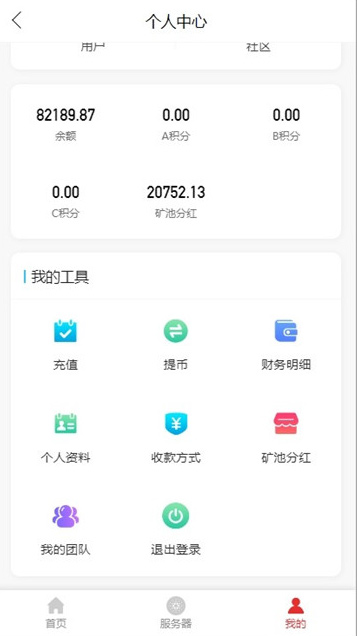 个人中心
用户 社区
82189.87 0.00 0.00
余额 A积分 B积分
0.00 20752.13
C积分 矿池分红
我的工具
充值 提币 财务明细
个人资料 收款方式 矿池分红
我的团队 退出登录
首页 服务器 我的